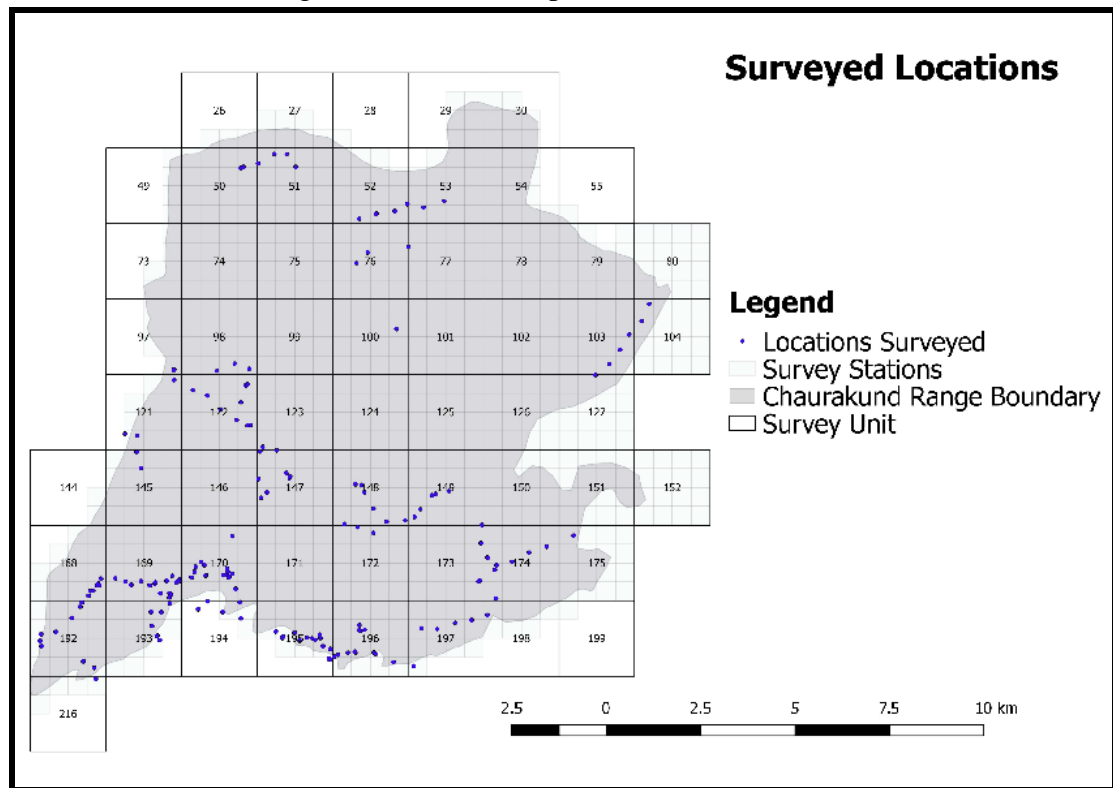 Surveyed Locations
26 27 28 29 30
49 50 51 52 53 54 55
73 74 75 76 77 78 79 80
97 98 99 100 101 102 103 104
121 122 123 124 125 126 127
144 145 146 147 148 149 150 151 152
168 169 170 171 172 173 174 175
192 193 194 195 196 197 198 199
216
Legend
Locations Surveyed
Survey Stations
Chaurakund Range Boundary
Survey Unit
2.5 0 2.5 5 7.5 10 km